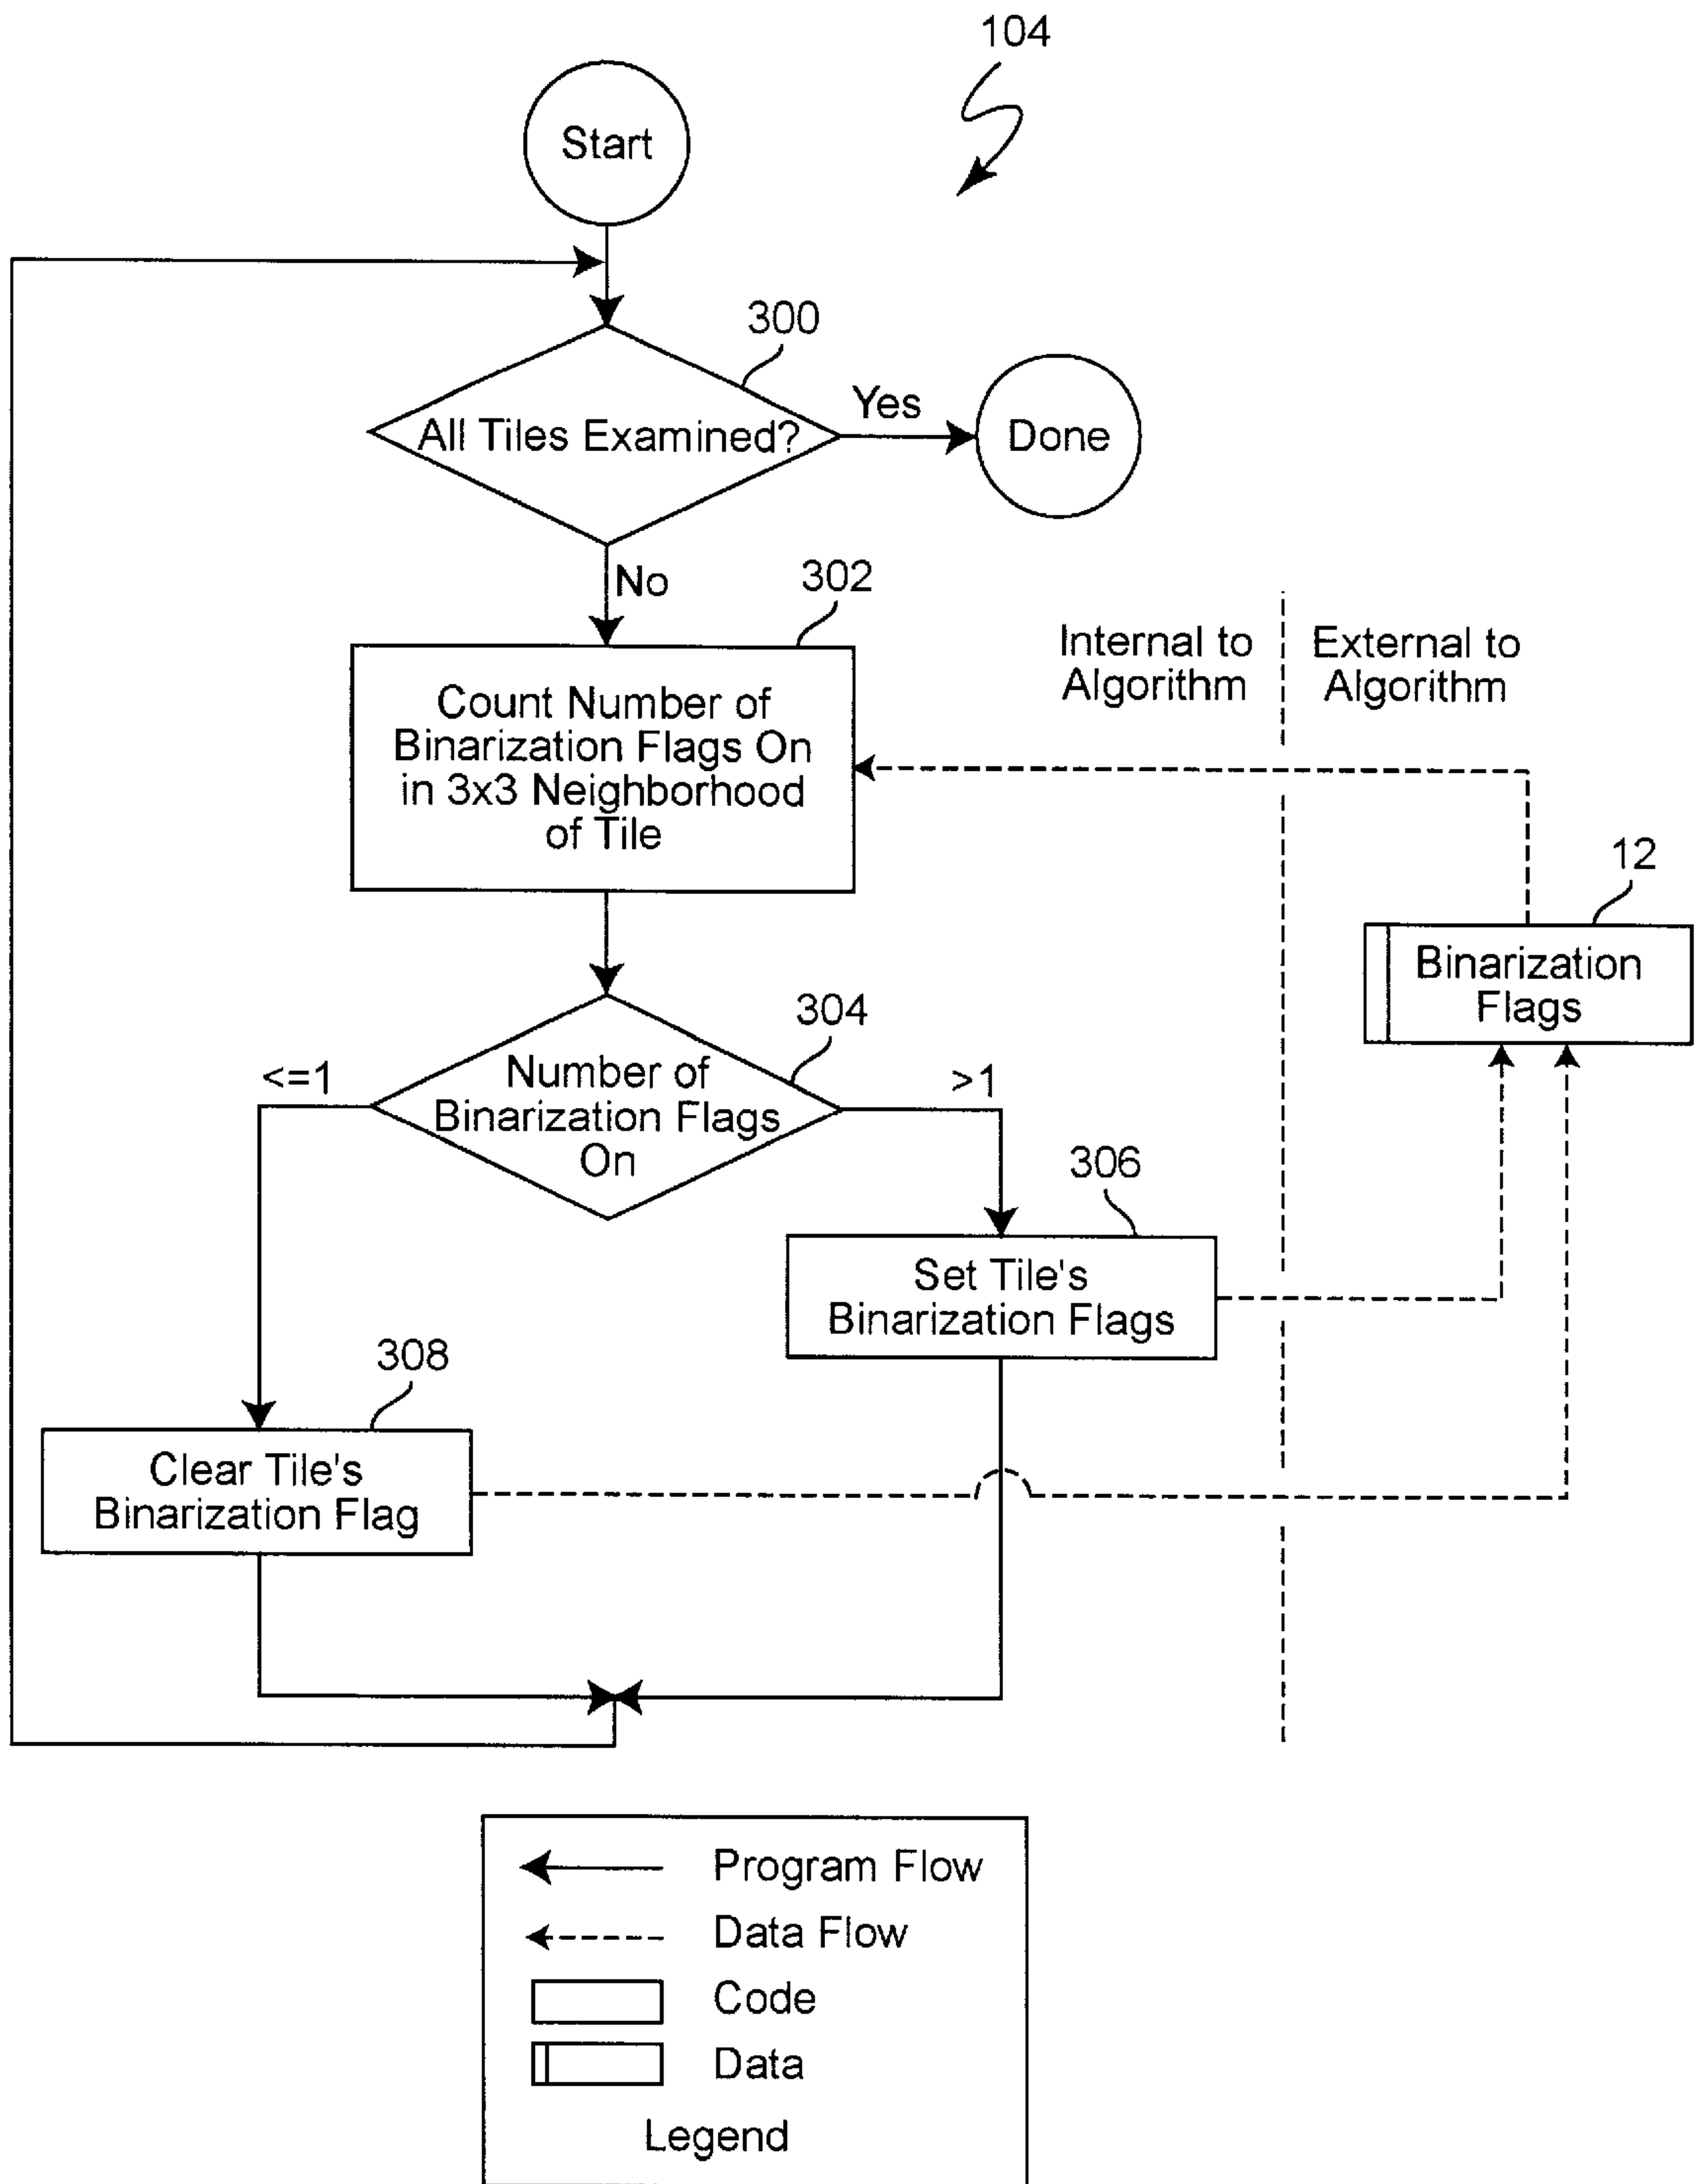 104
Start
300
All Tiles Examined?
Yes
Done
No
302
Count Number of
Binarization Flags On
in 3x3 Neighborhood
of Tile
Internal to
Algorithm
External to
Algorithm
12
Binarization
Flags
304
Number of
Binarization Flags
On
<=1
>1
306
Set Tile's
Binarization Flags
308
Clear Tile's
Binarization Flag
Program Flow
Data Flow
Code
Data
Legend